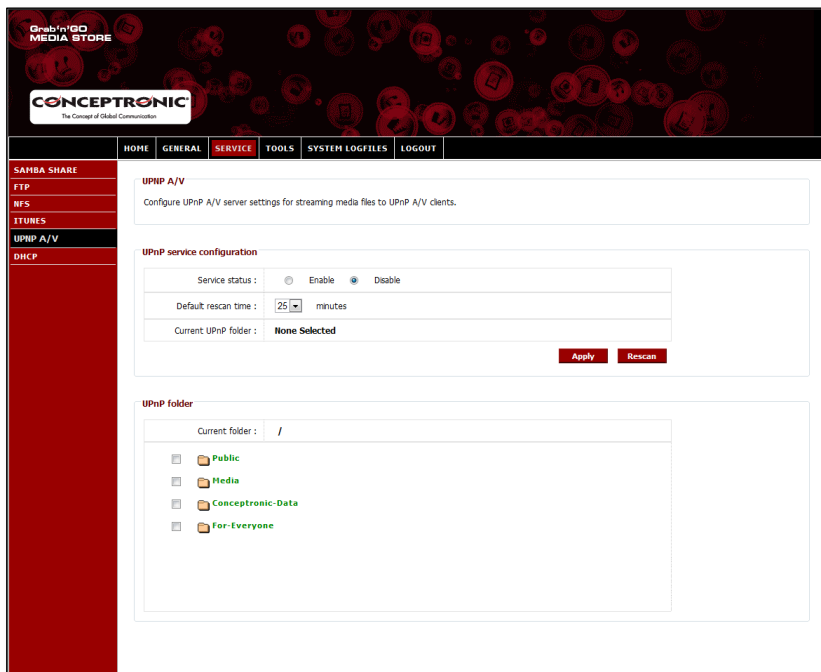 Grab'n'GO
MEDIA STORE
CONCEPTRONIC®
The Concept of Global Communication
HOME GENERAL SERVICE TOOLS SYSTEM LOGFILES LOGOUT
SAMBA SHARE
FTP
NFS
ITUNES
UPNP A/V
DHCP
UPNP A/V
Configure UPnP A/V server settings for streaming media files to UPnP A/V clients.
UPnP service configuration
Service status : Enable Disable
Default rescan time : 25 minutes
Current UPnP folder : None Selected
Apply Rescan
UPnP folder
Current folder : /
Public
Media
Conceptronic-Data
For-Everyone